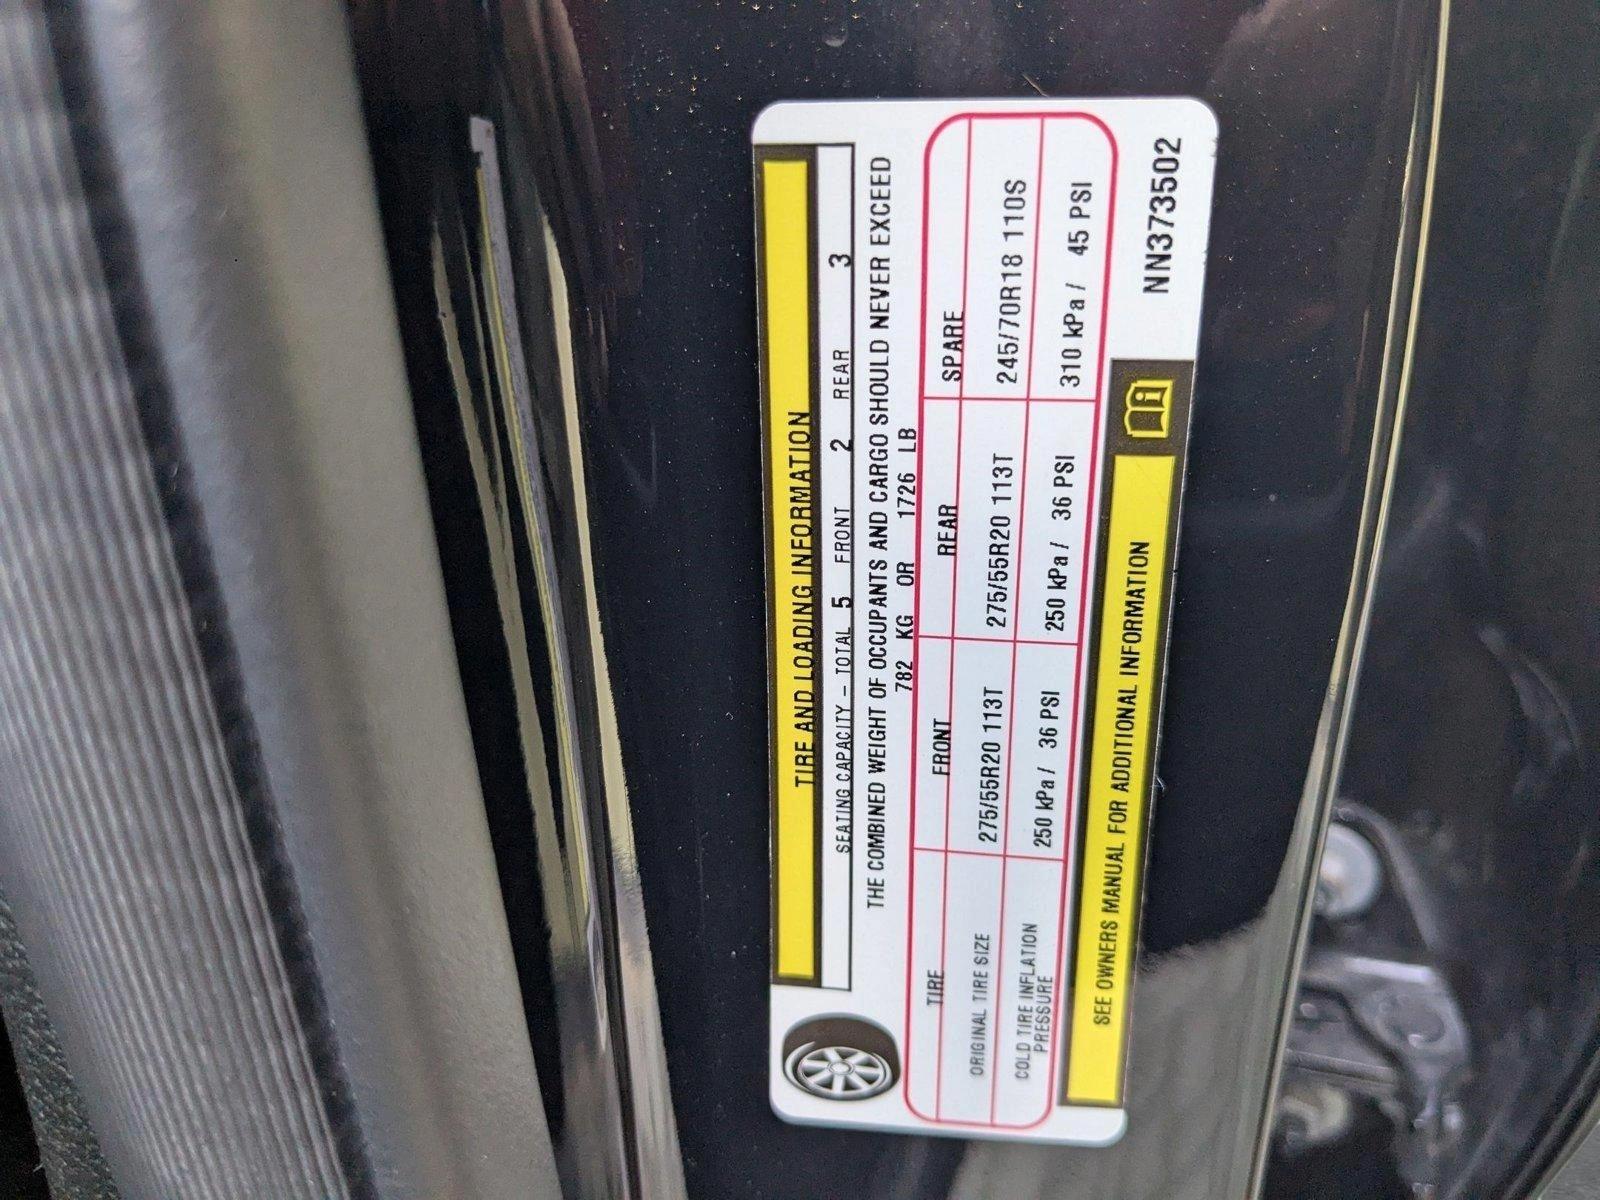 TIRE AND LOADING INFORMATION
SEATING CAPACITY - TOTAL 5 FRONT 2 REAR 3
THE COMBINED WEIGHT OF OCCUPANTS AND CARGO SHOULD NEVER EXCEED
782 KG OR 1726 LB
TIRE FRONT REAR SPARE
ORIGINAL TIRE SIZE 275/55R20 113T 275/55R20 113T 245/70R18 110S
COLD TIRE INFLATION
PRESSURE 250 kPa / 36 PSI 250 kPa / 36 PSI 310 kPa / 45 PSI
SEE OWNERS MANUAL FOR ADDITIONAL INFORMATION
NN373502